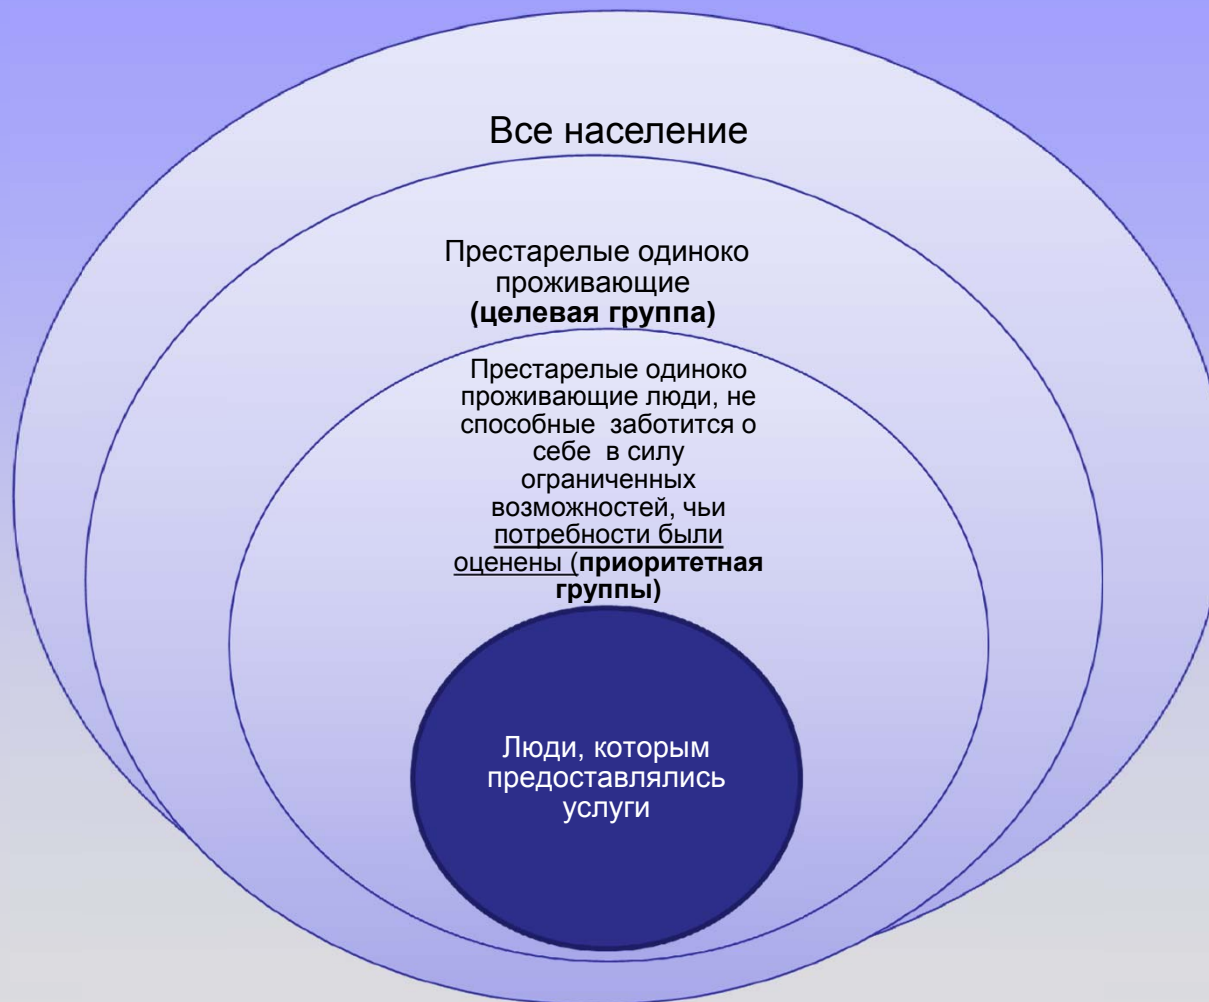 Все население
Престарелые одиноко
проживающие
(целевая группа)
Престарелые одиноко
проживающие люди, не
способные  заботится о
себе  в силу
ограниченных
возможностей, чьи
потребности были
оценены (приоритетная
группы)
Люди, которым
предоставлялись
услуги